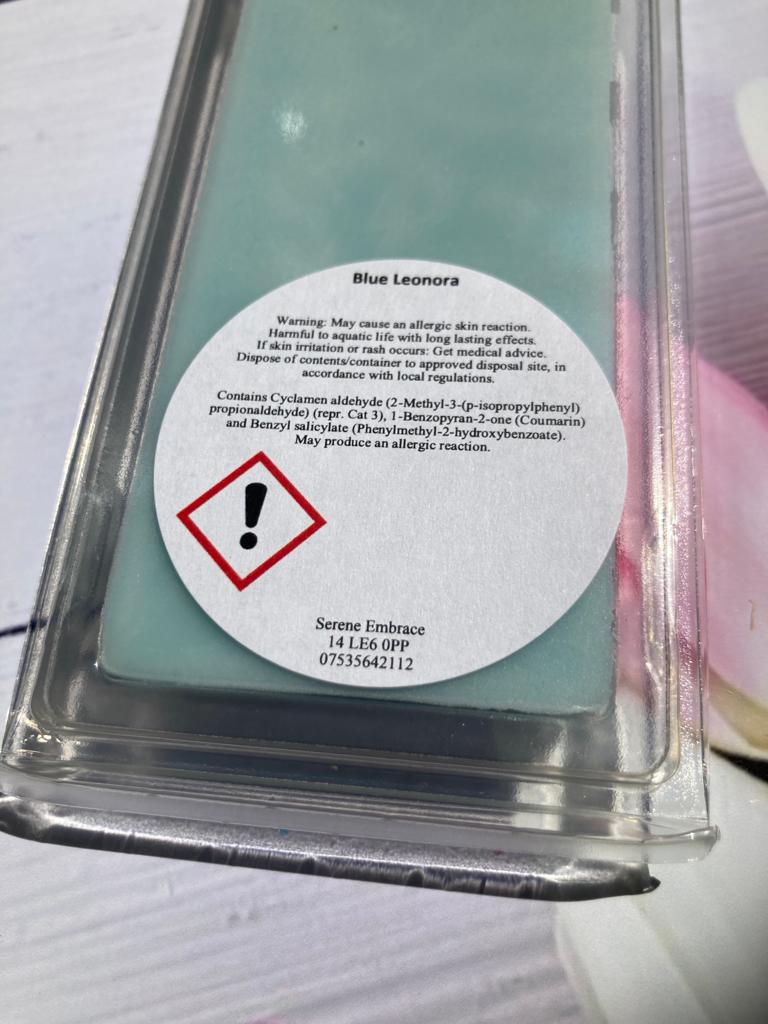 Blue Leonora
Warning: May cause an allergic skin reaction.
Harmful to aquatic life with long lasting effects.
If skin irritation or rash occurs: Get medical advice.
Dispose of contents/container to approved disposal site, in
accordance with local regulations.
Contains Cyclamen aldehyde (2-Methyl-3-(p-isopropylphenyl)
propionaldehyde) (repr. Cat 3), 1-Benzopyran-2-one (Coumarin)
and Benzyl salicylate (Phenylmethyl-2-hydroxybenzoate).
May produce an allergic reaction.
!
Serene Embrace
14 LE6 0PP
07535642112